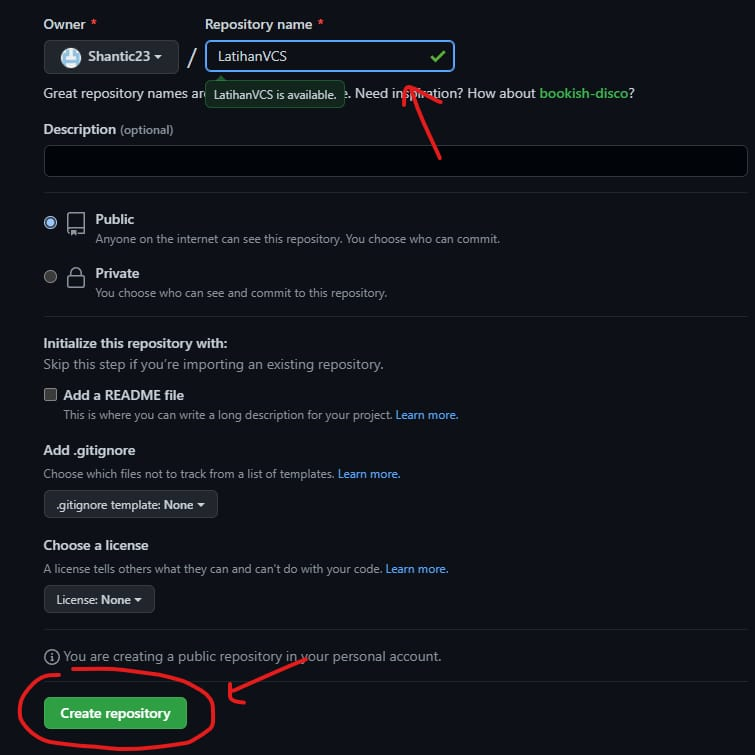 Owner * Repository name *
Shantic23 / LatihanVCS
Great repository names are LatihanVCS is available. e. Need inspiration? How about bookish-disco?
Description (optional)
Public
Anyone on the internet can see this repository. You choose who can commit.
Private
You choose who can see and commit to this repository.
Initialize this repository with:
Skip this step if you're importing an existing repository.
Add a README file
This is where you can write a long description for your project. Learn more.
Add .gitignore
Choose which files not to track from a list of templates. Learn more.
.gitignore template: None
Choose a license
A license tells others what they can and can't do with your code. Learn more.
License: None
You are creating a public repository in your personal account.
Create repository